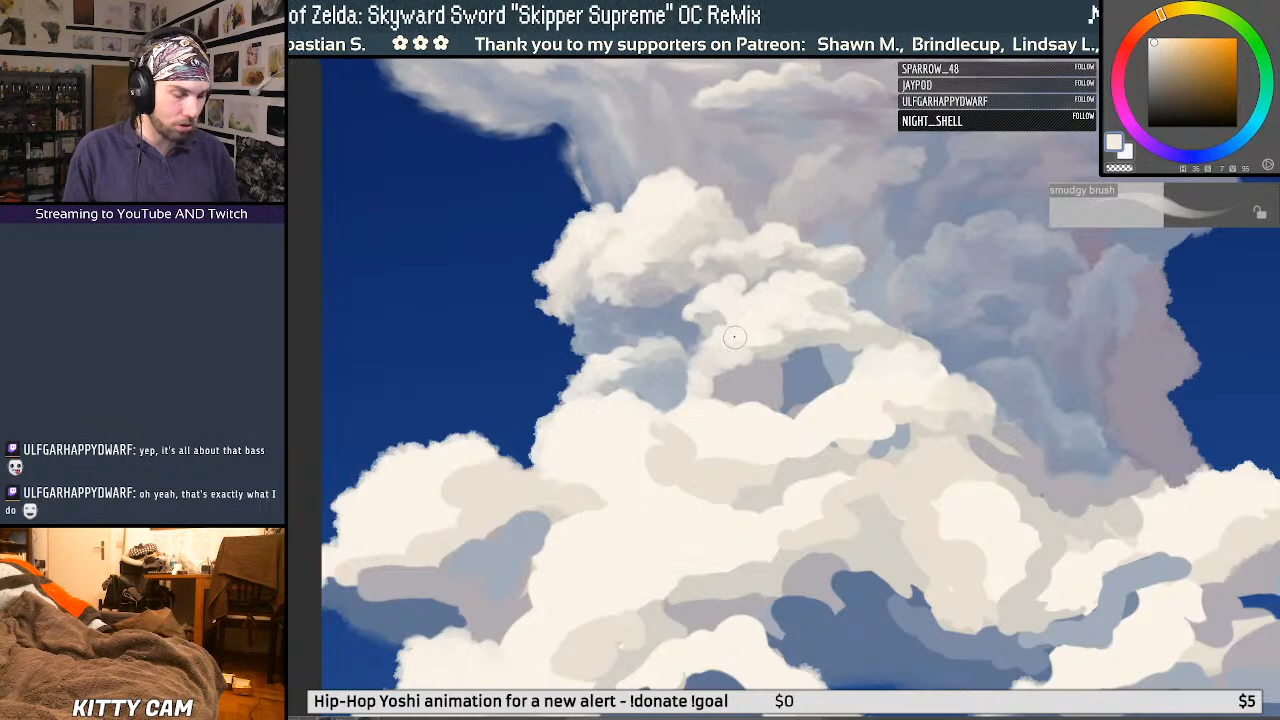 of Zelda: Skyward Sword "Skipper Supreme" OC ReMix
bastian S. ✿ ✿ ✿ Thank you to my supporters on Patreon: Shawn M., Brindlecup, Lindsay L.,
SPARROW_48 FOLLOW
JAYPOD FOLLOW
ULFGARHAPPYDWARF FOLLOW
NIGHT_SHELL FOLLOW
H 35 S 7 V 95
smudgy brush
Streaming to YouTube AND Twitch
ULFGARHAPPYDWARF: yep, it's all about that bass
ULFGARHAPPYDWARF: oh yeah, that's exactly what I
do
KITTY CAM
Hip-Hop Yoshi animation for a new alert - !donate !goal $0 $5